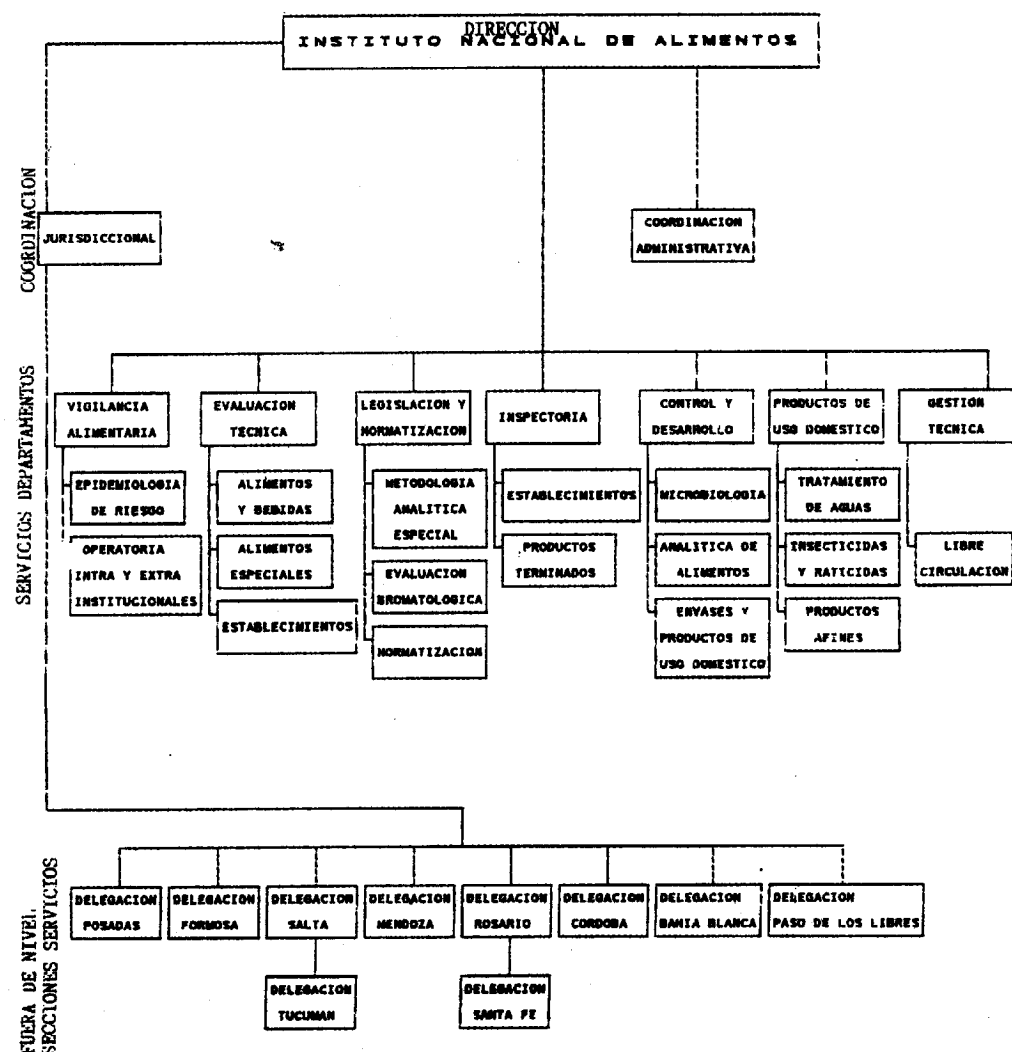 DIRECCION
INSTITUTO NACIONAL DE ALIMENTOS
COORDINACION
JURISDICCIONAL
COORDINACION
ADMINISTRATIVA
SERVICIOS DEPARTAMENTOS
VIGILANCIA
ALIMENTARIA
EVALUACION
TECNICA
LEGISLACION Y
NORMATIZACION
INSPECTORIA
CONTROL Y
DESARROLLO
PRODUCTOS DE
USO DOMESTICO
GESTION
TECNICA
EPIDEMIOLOGIA
DE RIESGO
OPERATORIA
INTRA Y EXTRA
INSTITUCIONALES
ALIMENTOS
Y BEBIDAS
ALIMENTOS
ESPECIALES
ESTABLECIMIENTOS
METODOLOGIA
ANALITICA
ESPECIAL
EVALUACION
BROMATOLOGICA
NORMATIZACION
ESTABLECIMIENTOS
PRODUCTOS
TERMINADOS
MICROBIOLOGIA
ANALITICA DE
ALIMENTOS
ENVASES Y
PRODUCTOS DE
USO DOMESTICO
TRATAMIENTO
DE AGUAS
INSECTICIDAS
Y RATICIDAS
PRODUCTOS
AFINES
LIBRE
CIRCULACION
FUERA DE NIVEL
SECCIONES SERVICIOS
DELEGACION
POSADAS
DELEGACION
FORMOSA
DELEGACION
SALTA
DELEGACION
MENDOZA
DELEGACION
ROSARIO
DELEGACION
CORDOBA
DELEGACION
BAHIA BLANCA
DELEGACION
PASO DE LOS LIBRES
DELEGACION
TUCUMAN
DELEGACION
SANTA FE